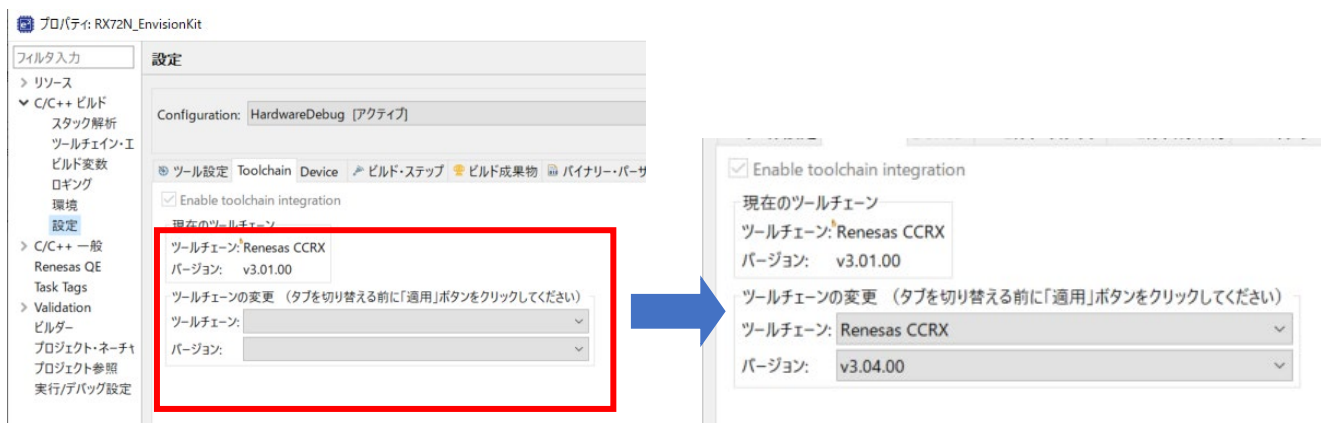 プロパティ: RX72N_EnvisionKit
フィルタ入力
リソース
C/C++ ビルド
スタック解析
ツールチェイン・エ
ビルド変数
ロギング
環境
設定
C/C++ 一般
Renesas QE
Task Tags
Validation
ビルダー
プロジェクト・ネーチャ
プロジェクト参照
実行/デバッグ設定
設定
Configuration: HardwareDebug [アクティブ]
ツール設定 Toolchain Device ビルド・ステップ ビルド成果物 バイナリー・パーサ
Enable toolchain integration
現在のツールチェーン
ツールチェーン: Renesas CCRX
バージョン: v3.01.00
ツールチェーンの変更 （タブを切り替える前に「適用」ボタンをクリックしてください）
ツールチェーン:
バージョン:
Enable toolchain integration
現在のツールチェーン
ツールチェーン: Renesas CCRX
バージョン: v3.01.00
ツールチェーンの変更 （タブを切り替える前に「適用」ボタンをクリックしてください）
ツールチェーン: Renesas CCRX
バージョン: v3.04.00